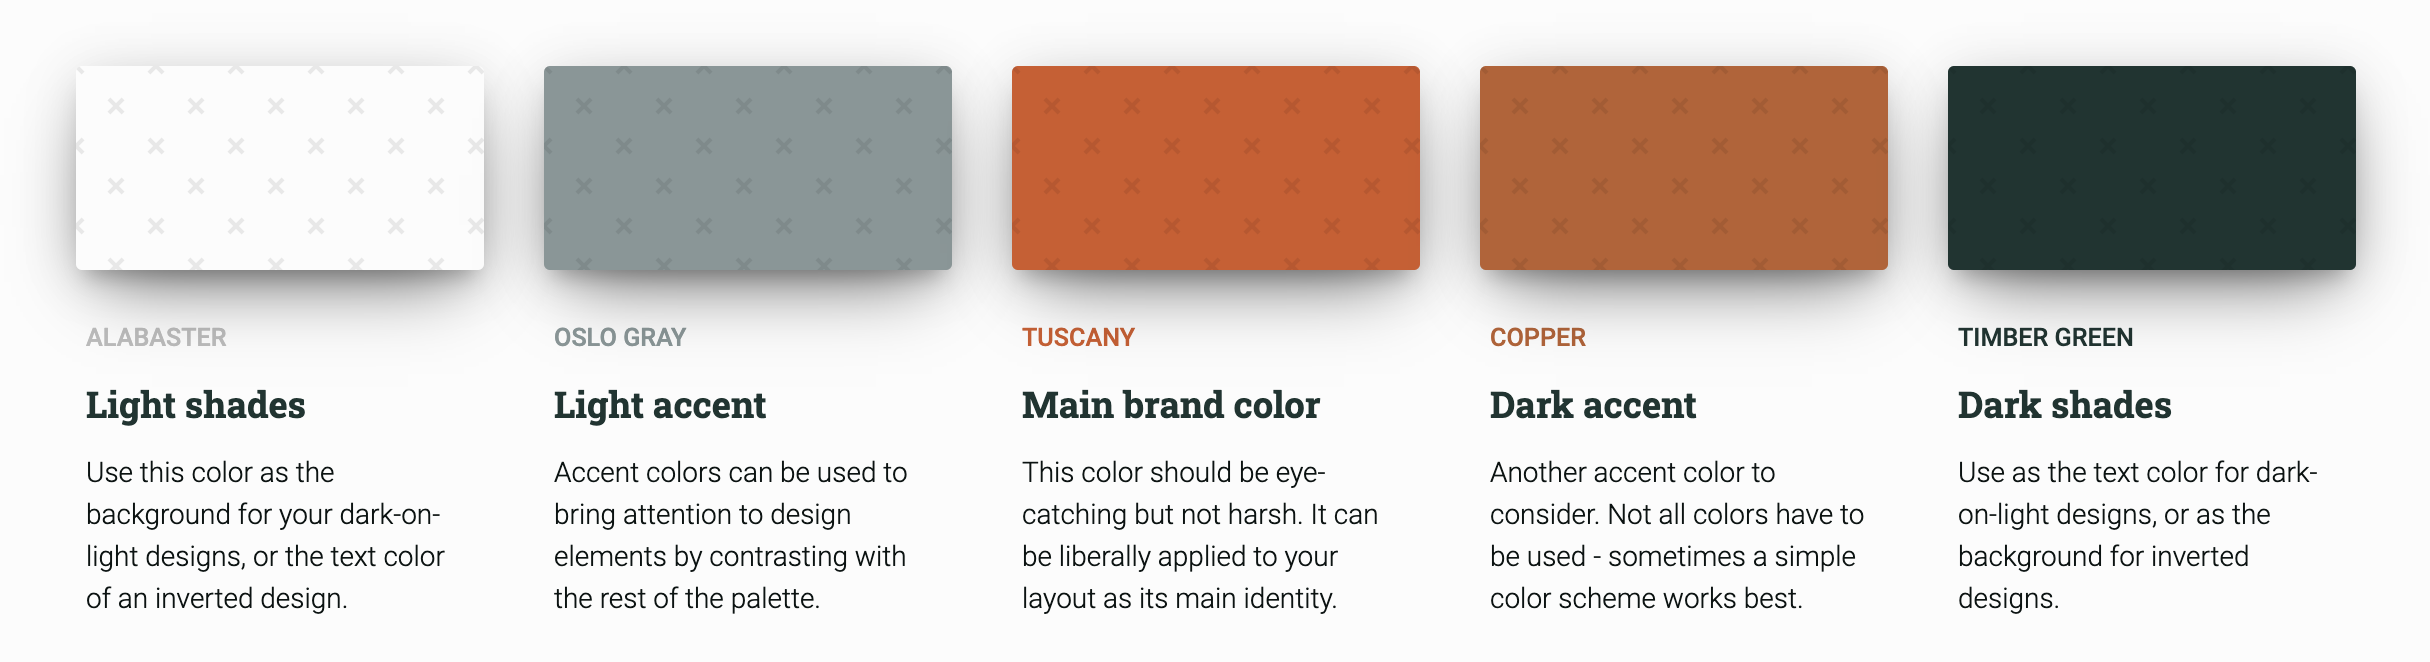 ALABASTER
Light shades
Use this color as the
background for your dark-on-
light designs, or the text color
of an inverted design.
OSLO GRAY
Light accent
Accent colors can be used to
bring attention to design
elements by contrasting with
the rest of the palette.
TUSCANY
Main brand color
This color should be eye-
catching but not harsh. It can
be liberally applied to your
layout as its main identity.
COPPER
Dark accent
Another accent color to
consider. Not all colors have to
be used - sometimes a simple
color scheme works best.
TIMBER GREEN
Dark shades
Use as the text color for dark-
on-light designs, or as the
background for inverted
designs.